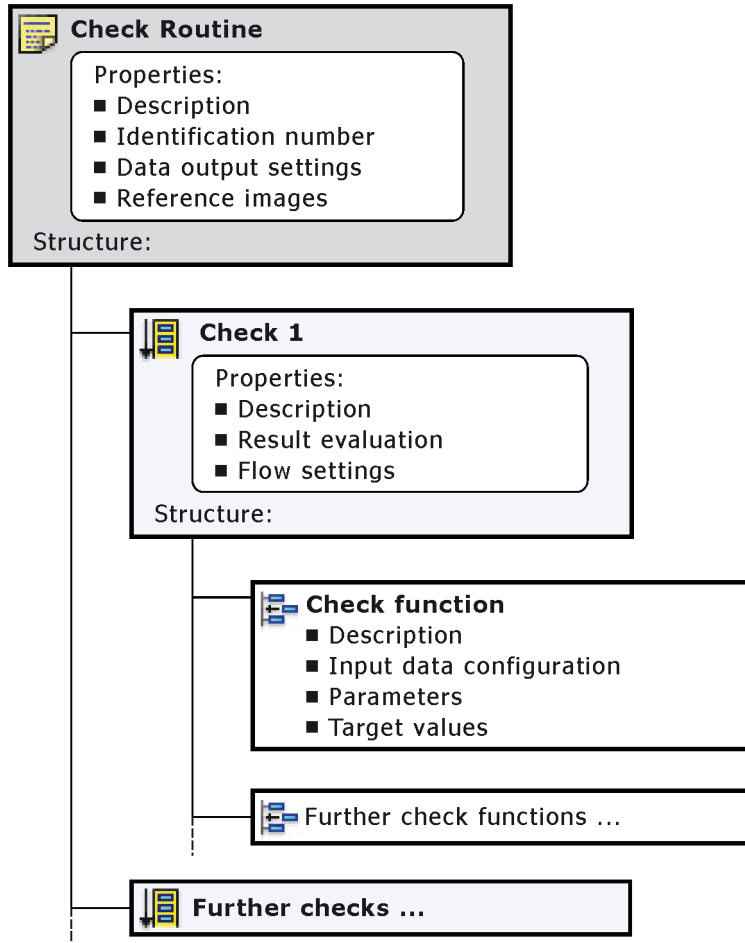 Check Routine
Properties:
■ Description
■ Identification number
■ Data output settings
■ Reference images
Structure:
Check 1
Properties:
■ Description
■ Result evaluation
■ Flow settings
Structure:
Check function
■ Description
■ Input data configuration
■ Parameters
■ Target values
Further check functions ...
Further checks ...